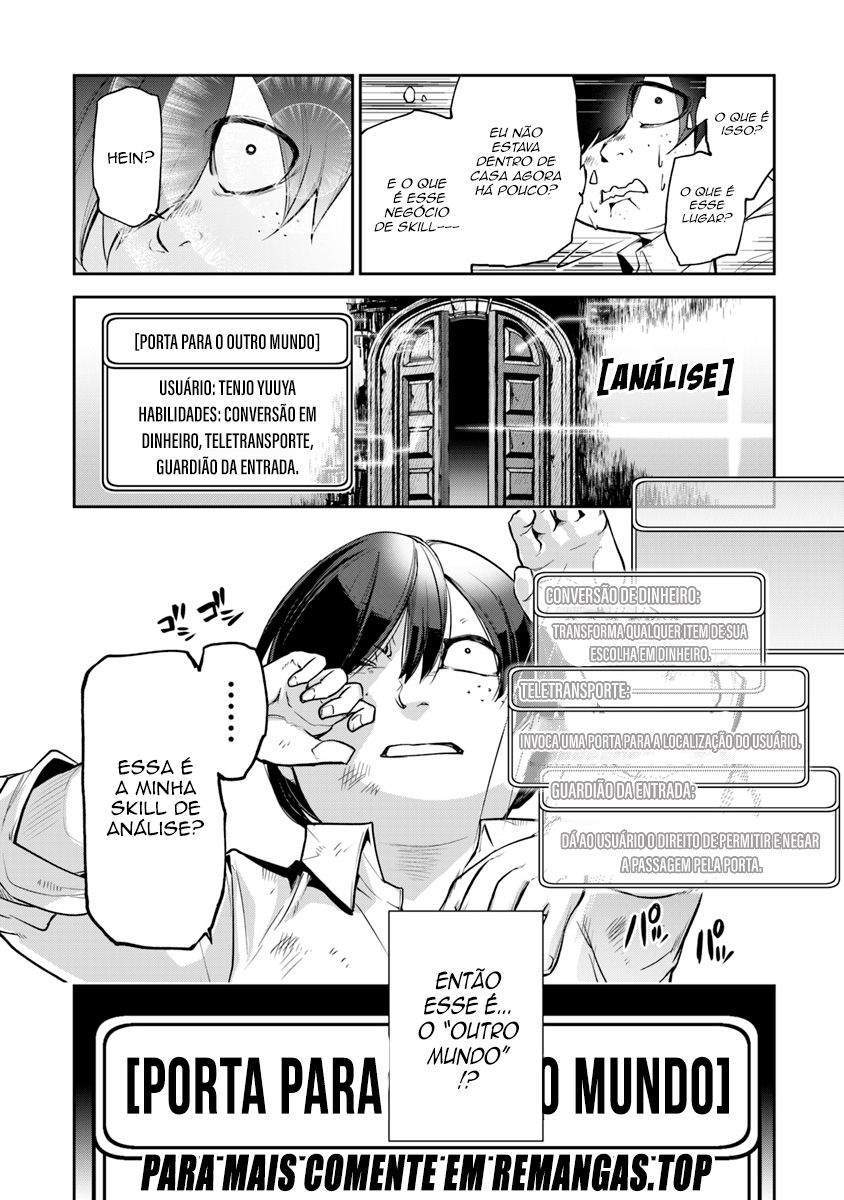 O QUE É
ISSO?
O QUE É
ESSE
LUGAR?
EU NÃO
ESTAVA
DENTRO DE
CASA AGORA
HÁ POUCO?
E O QUE
É ESSE
NEGÓCIO
DE SKILL---
HEIN?
[ANÁLISE]
[PORTA PARA O OUTRO MUNDO]
USUÁRIO: TENJO YUUYA
HABILIDADES: CONVERSÃO EM
DINHEIRO, TELETRANSPORTE,
GUARDIÃO DA ENTRADA.
CONVERSÃO DE DINHEIRO:
TRANSFORMA QUALQUER ITEM DE SUA
ESCOLHA EM DINHEIRO.
TELETRANSPORTE:
INVOCA UMA PORTA PARA A LOCALIZAÇÃO DO USUÁRIO.
GUARDIÃO DA ENTRADA:
DÁ AO USUÁRIO O DIREITO DE PERMITIR E NEGAR
A PASSAGEM PELA PORTA.
ゴシ
ゴシ
......
ESSA É
A MINHA
SKILL DE
ANÁLISE?
パッ
パッ
ENTÃO
ESSE É...
O "OUTRO
MUNDO"
!?
[PORTA PARA O MUNDO]
PARA MAIS COMENTE EM REMANGAS.TOP